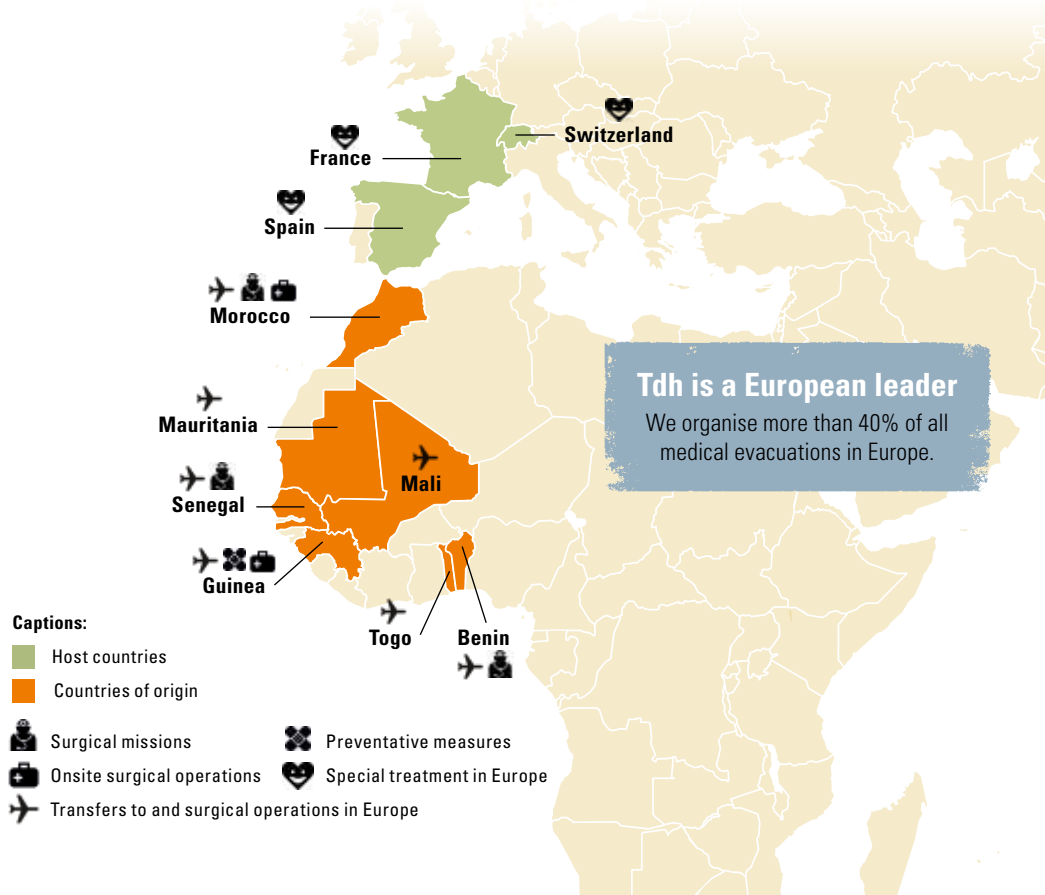 Switzerland
France
Spain
Morocco
Tdh is a European leader
We organise more than 40% of all
medical evacuations in Europe.
Mauritania
Mali
Senegal
Guinea
Togo
Benin
Captions:
Host countries
Countries of origin
Surgical missions
Preventative measures
Onsite surgical operations
Special treatment in Europe
Transfers to and surgical operations in Europe